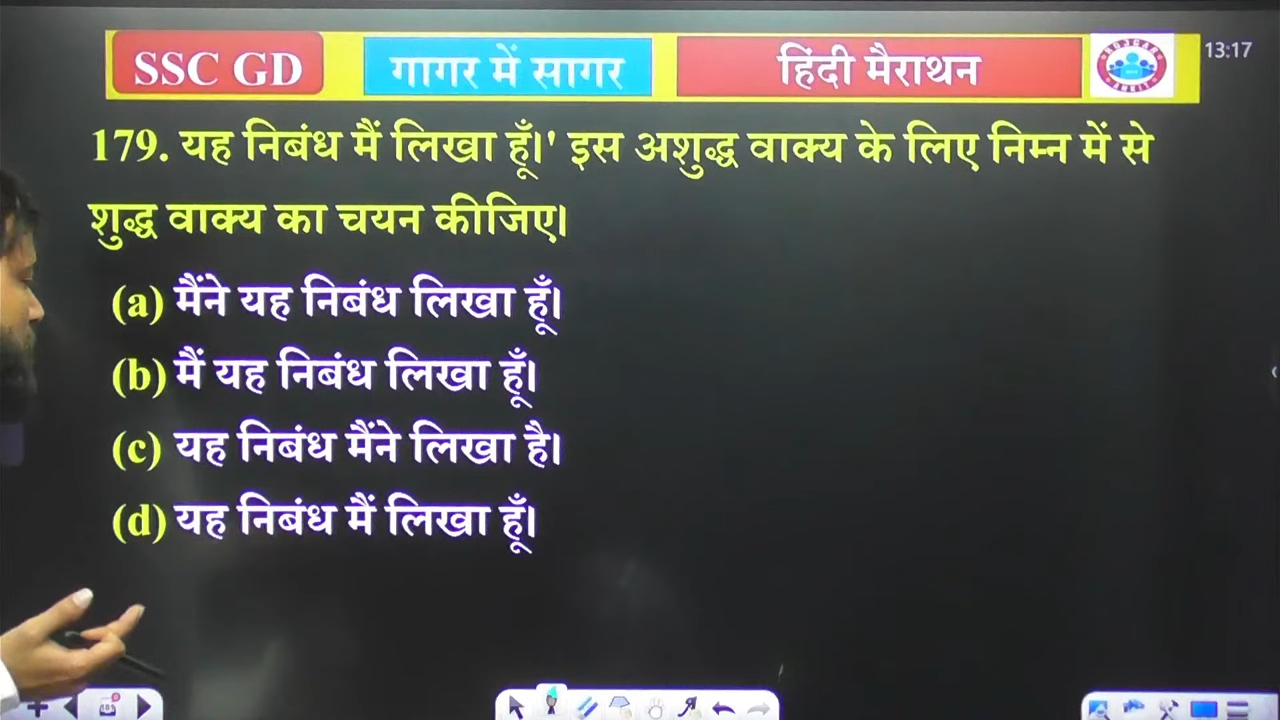 SSC GD
गागर में सागर
हिंदी मैराथन
13:17
179. यह निबंध मैं लिखा हूँ।' इस अशुद्ध वाक्य के लिए निम्न में से
शुद्ध वाक्य का चयन कीजिए।
(a) मैंने यह निबंध लिखा हूँ।
(b) मैं यह निबंध लिखा हूँ।
(c) यह निबंध मैंने लिखा है।
(d) यह निबंध मैं लिखा हूँ।